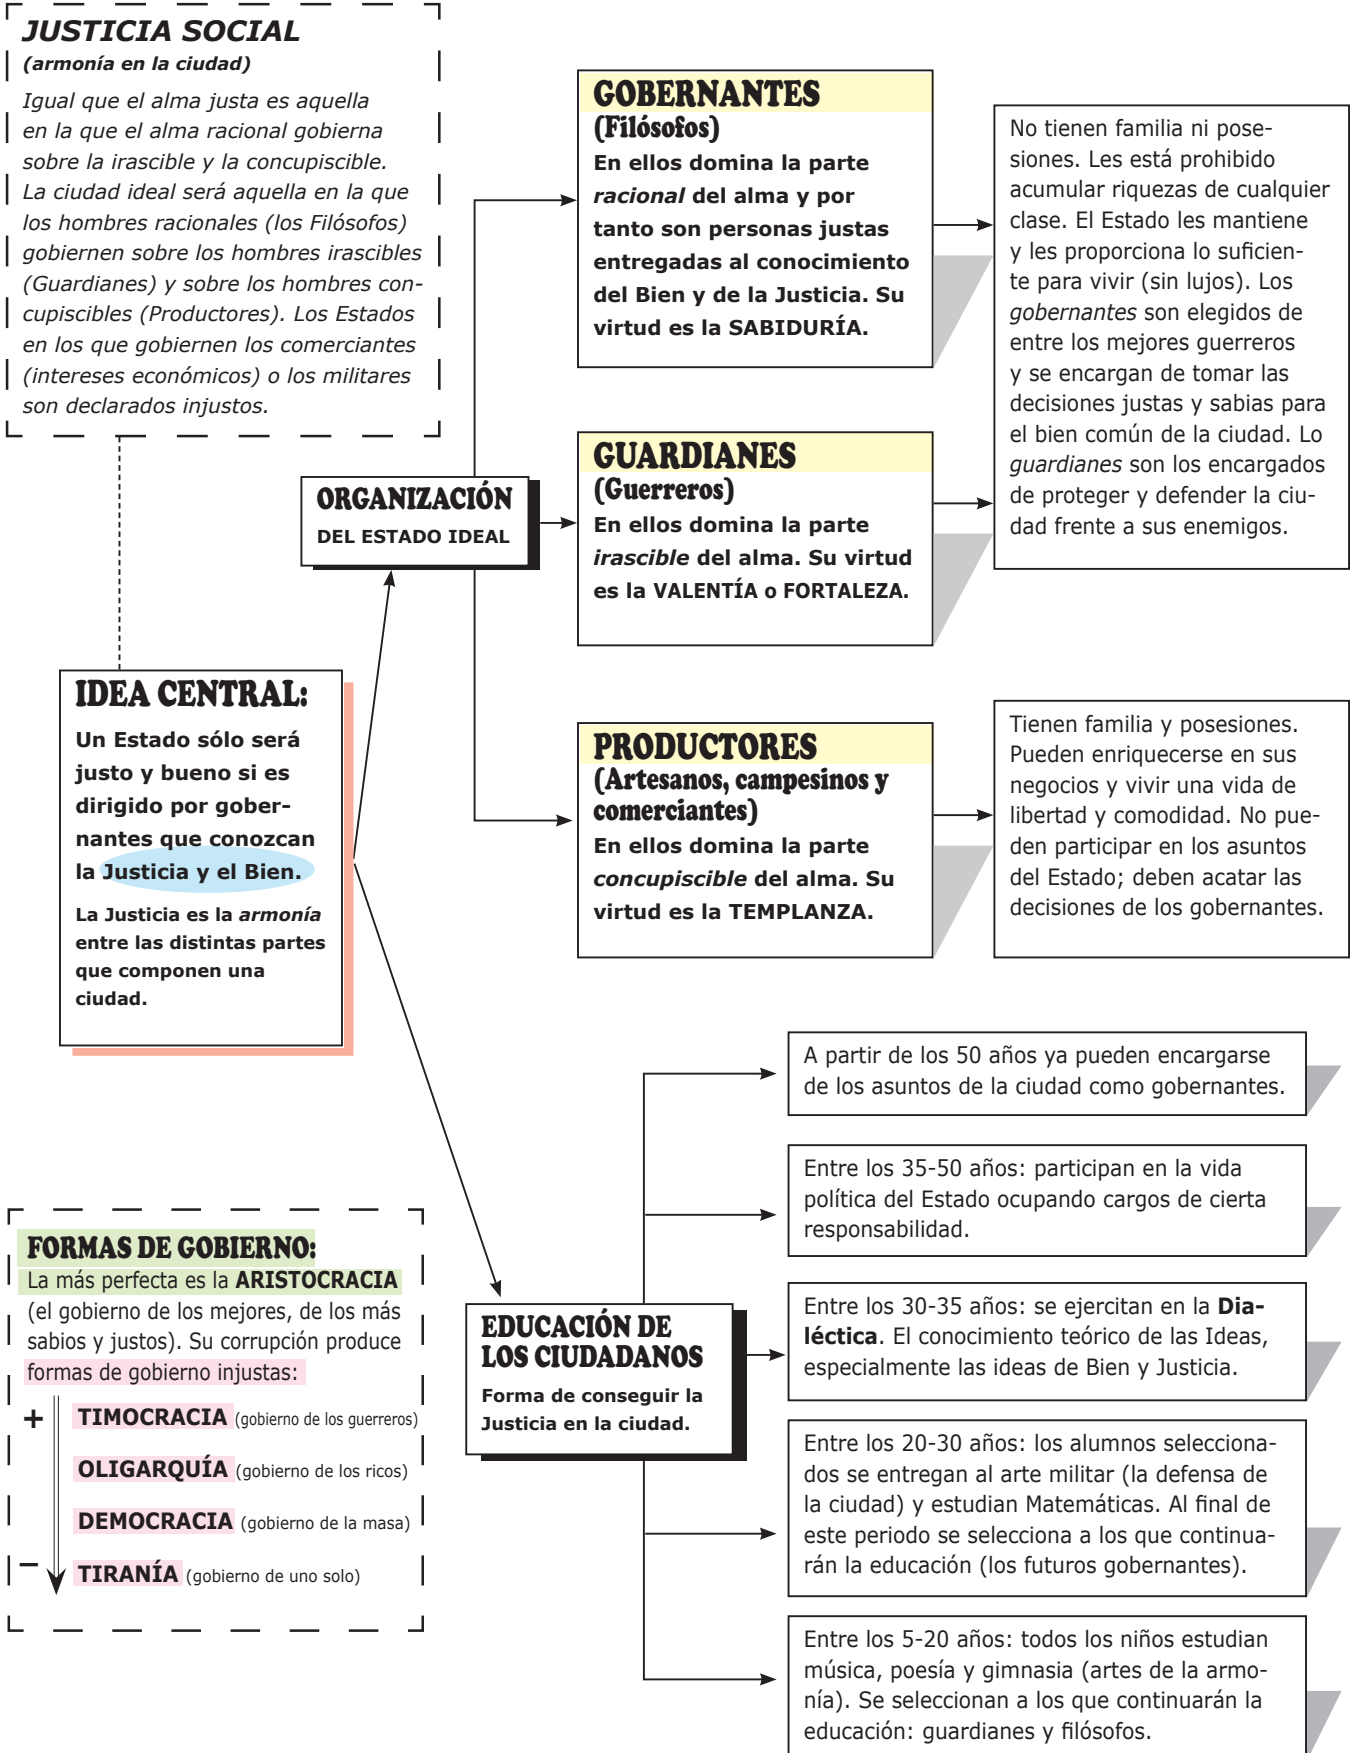 JUSTICIA SOCIAL
(armonía en la ciudad)
Igual que el alma justa es aquella
en la que el alma racional gobierna
sobre la irascible y la concupiscible.
La ciudad ideal será aquella en la que
los hombres racionales (los Filósofos)
gobiernen sobre los hombres irascibles
(Guardianes) y sobre los hombres con-
cupiscibles (Productores). Los Estados
en los que gobiernen los comerciantes
(intereses económicos) o los militares
son declarados injustos.
IDEA CENTRAL:
Un Estado sólo será
justo y bueno si es
dirigido por gober-
nantes que conozcan
la Justicia y el Bien.
La Justicia es la armonía
entre las distintas partes
que componen una
ciudad.
ORGANIZACIÓN
DEL ESTADO IDEAL
GOBERNANTES
(Filósofos)
En ellos domina la parte
racional del alma y por
tanto son personas justas
entregadas al conocimiento
del Bien y de la Justicia. Su
virtud es la SABIDURÍA.
GUARDIANES
(Guerreros)
En ellos domina la parte
irascible del alma. Su virtud
es la VALENTÍA o FORTALEZA.
No tienen familia ni pose-
siones. Les está prohibido
acumular riquezas de cualquier
clase. El Estado les mantiene
y les proporciona lo suficien-
te para vivir (sin lujos). Los
gobernantes son elegidos de
entre los mejores guerreros
y se encargan de tomar las
decisiones justas y sabias para
el bien común de la ciudad. Lo
guardianes son los encargados
de proteger y defender la ciu-
dad frente a sus enemigos.
PRODUCTORES
(Artesanos, campesinos y
comerciantes)
En ellos domina la parte
concupiscible del alma. Su
virtud es la TEMPLANZA.
Tienen familia y posesiones.
Pueden enriquecerse en sus
negocios y vivir una vida de
libertad y comodidad. No pue-
den participar en los asuntos
del Estado; deben acatar las
decisiones de los gobernantes.
FORMAS DE GOBIERNO:
La más perfecta es la ARISTOCRACIA
(el gobierno de los mejores, de los más
sabios y justos). Su corrupción produce
formas de gobierno injustas:
+ TIMOCRACIA (gobierno de los guerreros)
OLIGARQUÍA (gobierno de los ricos)
DEMOCRACIA (gobierno de la masa)
– TIRANÍA (gobierno de uno solo)
EDUCACIÓN DE
LOS CIUDADANOS
Forma de conseguir la
Justicia en la ciudad.
A partir de los 50 años ya pueden encargarse
de los asuntos de la ciudad como gobernantes.
Entre los 35-50 años: participan en la vida
política del Estado ocupando cargos de cierta
responsabilidad.
Entre los 30-35 años: se ejercitan en la Dia-
léctica. El conocimiento teórico de las Ideas,
especialmente las ideas de Bien y Justicia.
Entre los 20-30 años: los alumnos selecciona-
dos se entregan al arte militar (la defensa de
la ciudad) y estudian Matemáticas. Al final de
este periodo se selecciona a los que continua-
rán la educación (los futuros gobernantes).
Entre los 5-20 años: todos los niños estudian
música, poesía y gimnasia (artes de la armo-
nía). Se seleccionan a los que continuarán la
educación: guardianes y filósofos.